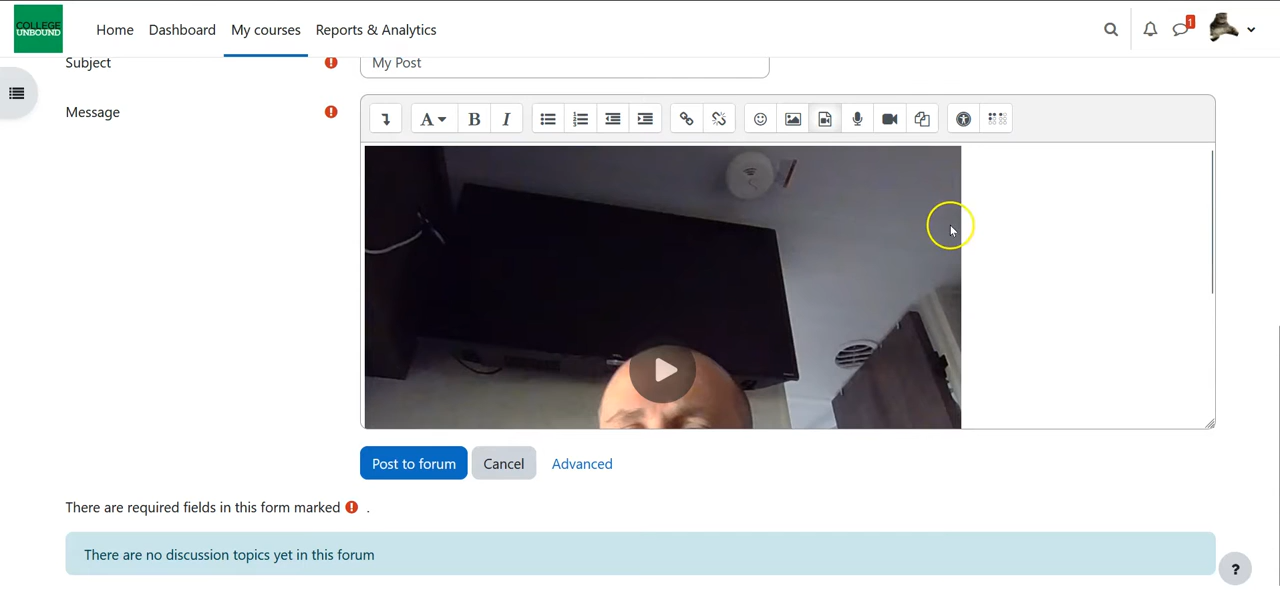 COLLEGE
UNBOUND
Home
Dashboard
My courses
Reports & Analytics
1
Subject
My Post
Message
A
B
I
Post to forum
Cancel
Advanced
There are required fields in this form marked .
There are no discussion topics yet in this forum
?